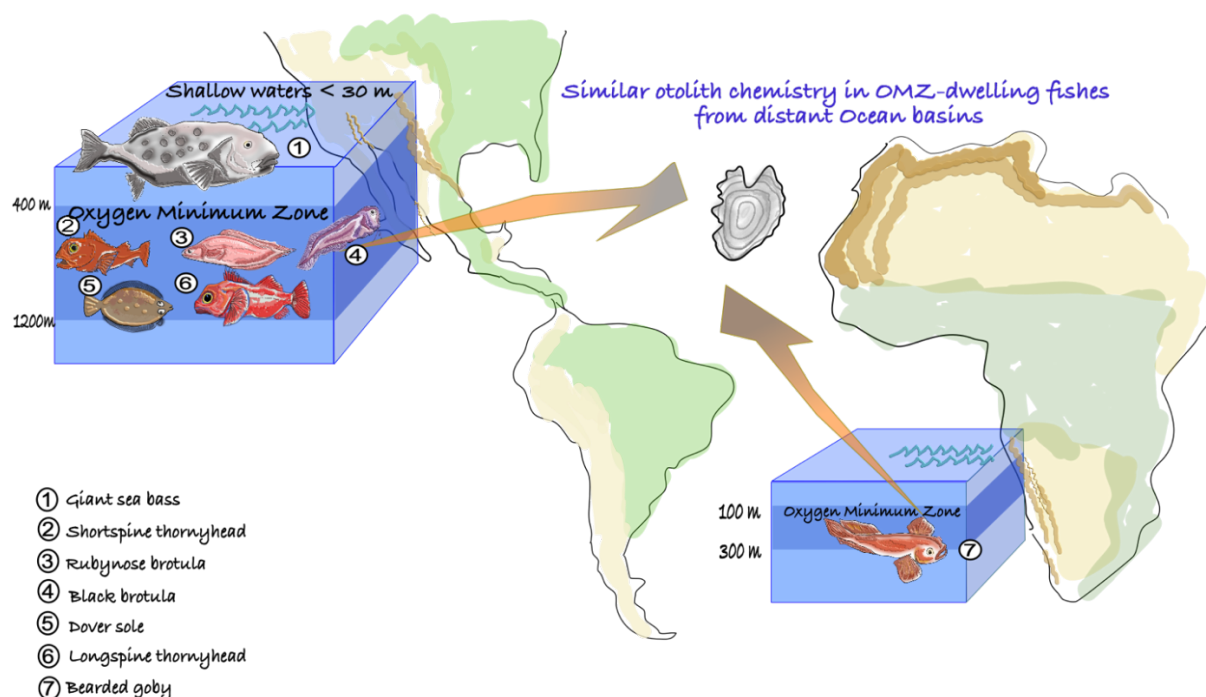 Shallow waters < 30 m
Similar otolith chemistry in OMZ-dwelling fishes
from distant Ocean basins
①
400 m
Oxygen Minimum Zone
②
③
④
⑤
⑥
1200m
100 m
Oxygen Minimum Zone
300 m
⑦
① Giant sea bass
② Shortspine thornyhead
③ Rubynose brotula
④ Black brotula
⑤ Dover sole
⑥ Longspine thornyhead
⑦ Bearded goby